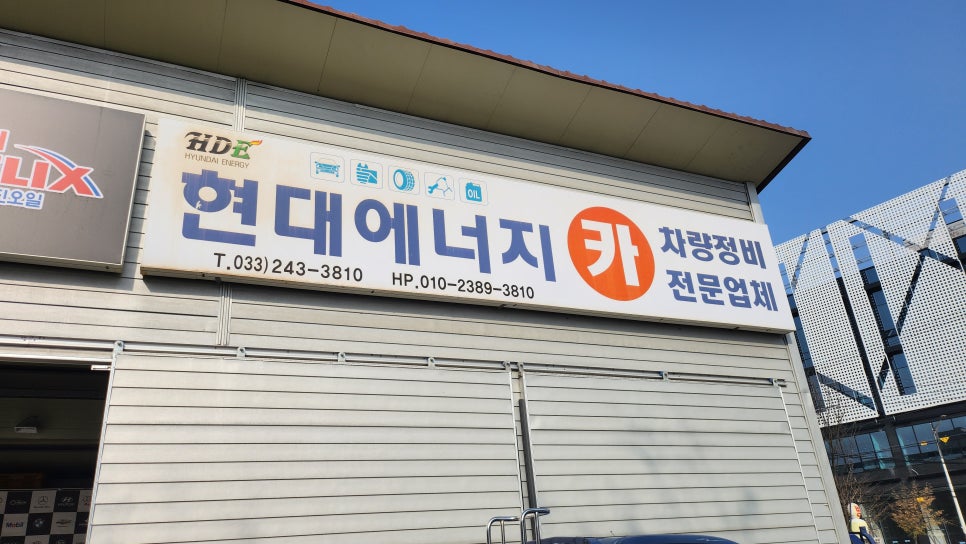 LIX
HDE
HYUNDAI ENERGY
OIL
현대에너지
카
차량정비
전문업체
T.033)243-3810
HP.010-2389-3810
Mobil